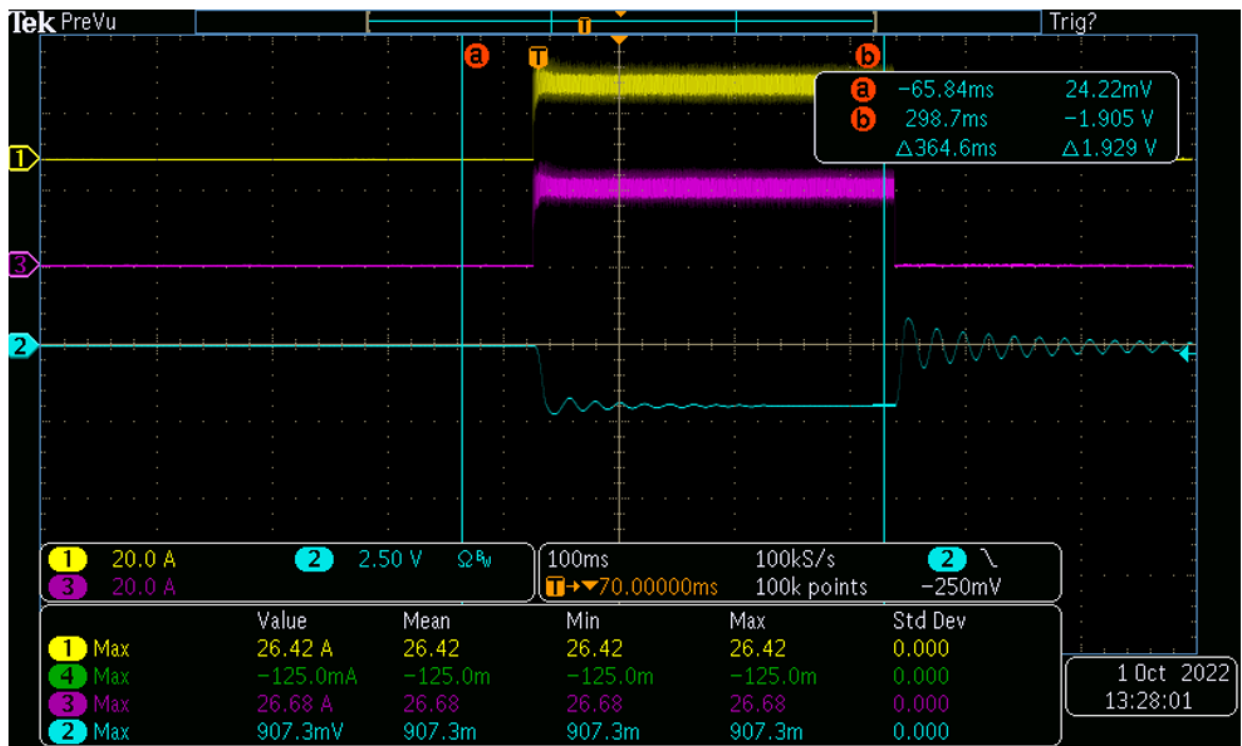 Tek PreVu Trig?
T
a T b
a -65.84ms 24.22mV
b 298.7ms -1.905 V
Δ364.6ms Δ1.929 V
1
3
2
1 20.0 A 2 2.50 V Ω BW
3 20.0 A
100ms 100kS/s 2 \
T→▼70.00000ms 100k points -250mV
Value Mean Min Max Std Dev
1 Max 26.42 A 26.42 26.42 26.42 0.000
4 Max -125.0mA -125.0m -125.0m -125.0m 0.000
3 Max 26.68 A 26.68 26.68 26.68 0.000
2 Max 907.3mV 907.3m 907.3m 907.3m 0.000
1 Oct 2022
13:28:01